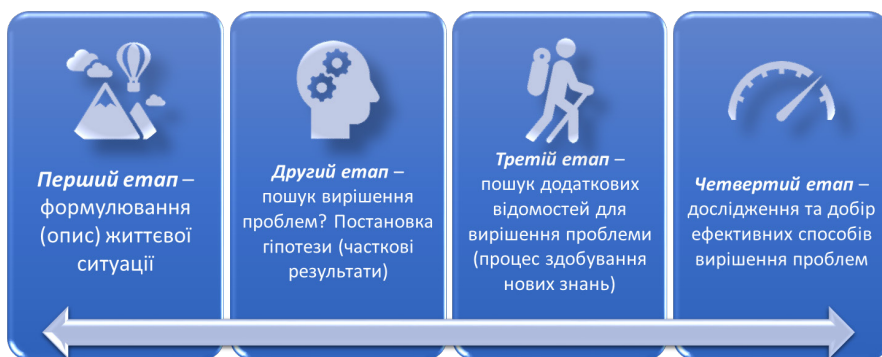 Перший етап –
формулювання
(опис) життєвої
ситуації
Другий етап –
пошук вирішення
проблем? Постановка
гіпотези (часткові
результати)
Третій етап –
пошук додаткових
відомостей для
вирішення проблеми
(процес здобування
нових знань)
Четвертий етап –
дослідження та добір
ефективних способів
вирішення проблем